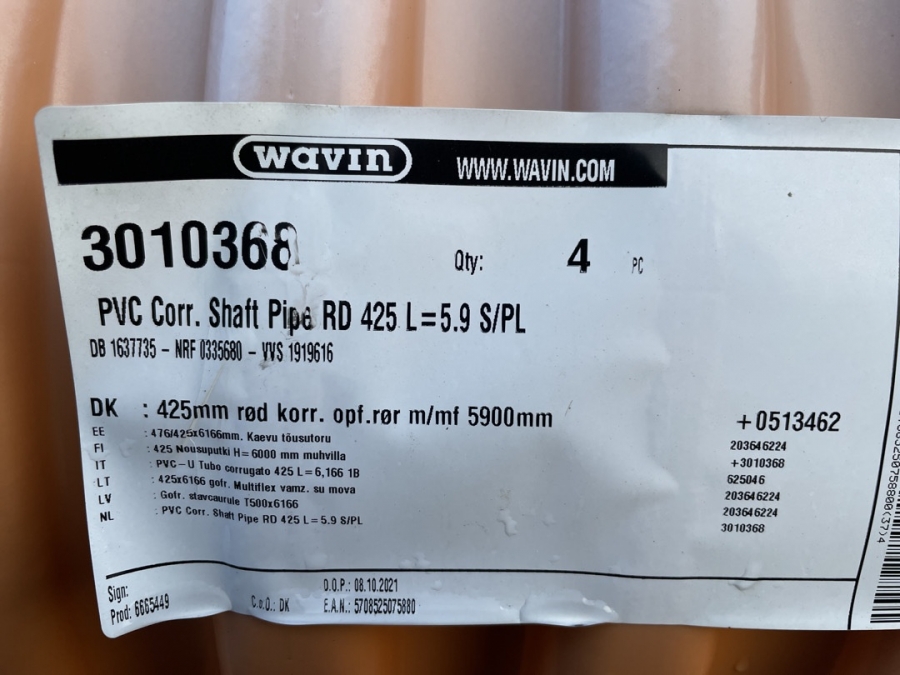 wavin WWW.WAVIN.COM
3010368 Qty: 4 PC
PVC Corr. Shaft Pipe RD 425 L=5.9 S/PL
DB 1637735 - NRF 0335680 - VVS 1919616
DK : 425mm rød korr. opf.rør m/mf 5900mm +0513462
EE : 476/425x6166mm. Kaevu tõusutoru 203646224
FI : 425 Nousuputki H=6000 mm muhvilla +3010368
IT : PVC-U Tubo corrugato 425 L=6,166 1B 625046
LT : 425x6166 gofr. Multiflex vamz. su mova 203646224
LV : Gofr. stavcaurule T500x6166 203646224
NL : PVC Corr. Shaft Pipe RD 425 L=5.9 S/PL 3010368
Sign:
Prod: 6665449
C.o.O.: DK
D.O.P.: 08.10.2021
E.A.N.: 5708525075880